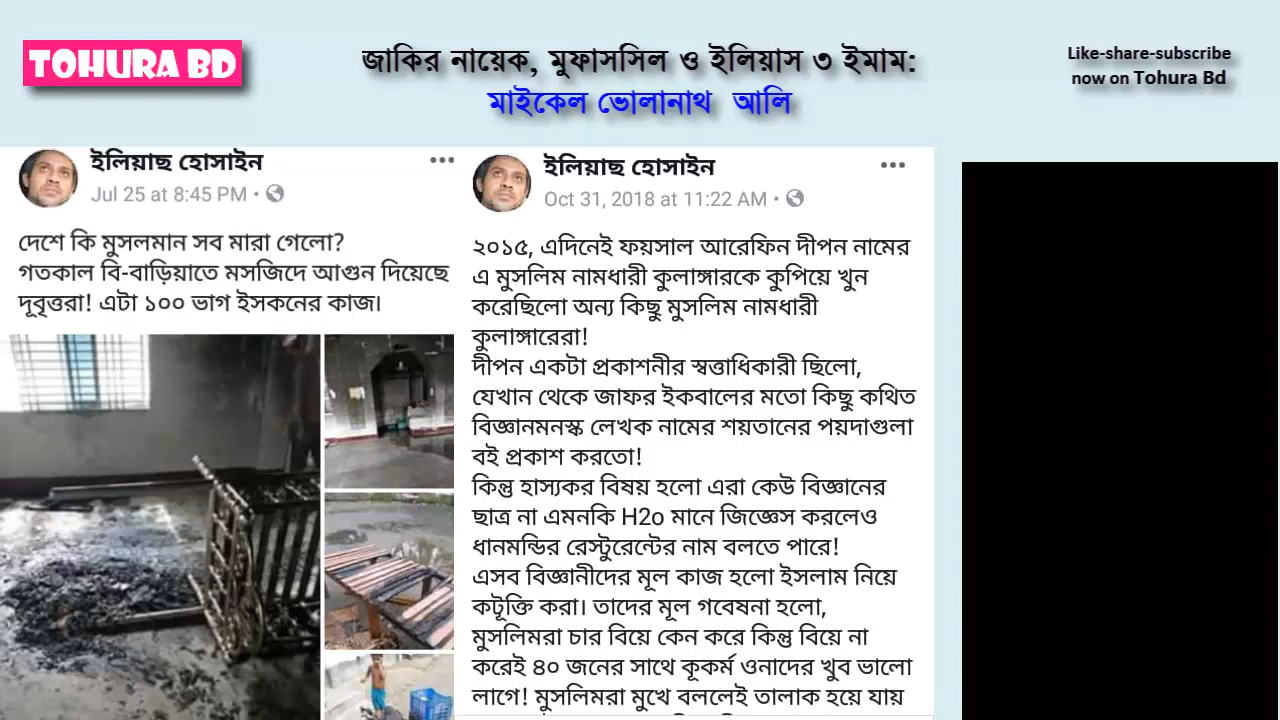 TOHURA BD
জাকির নায়েক, মুফাসসিল ও ইলিয়াস ৩ ইমাম:
মাইকেল ভোলানাথ আলি
Like-share-subscribe
now on Tohura Bd
ইলিয়াছ হোসাইন
Jul 25 at 8:45 PM •
দেশে কি মুসলমান সব মারা গেলো?
গতকাল বি-বাড়িয়াতে মসজিদে আগুন দিয়েছে
দূবৃত্তরা! এটা ১০০ ভাগ ইসকনের কাজ।
ইলিয়াছ হোসাইন
Oct 31, 2018 at 11:22 AM •
২০১৫, এদিনেই ফয়সাল আরেফিন দীপন নামের
এ মুসলিম নামধারী কুলাঙ্গারকে কুপিয়ে খুন
করেছিলো অন্য কিছু মুসলিম নামধারী
কুলাঙ্গারেরা!
দীপন একটা প্রকাশনীর স্বত্তাধিকারী ছিলো,
যেখান থেকে জাফর ইকবালের মতো কিছু কথিত
বিজ্ঞানমনস্ক লেখক নামের শয়তানের পয়দাগুলা
বই প্রকাশ করতো!
কিন্তু হাস্যকর বিষয় হলো এরা কেউ বিজ্ঞানের
ছাত্র না এমনকি H2o মানে জিজ্ঞেস করলেও
ধানমন্ডির রেস্টুরেন্টের নাম বলতে পারে!
এসব বিজ্ঞানীদের মূল কাজ হলো ইসলাম নিয়ে
কটূক্তি করা। তাদের মূল গবেষনা হলো,
মুসলিমরা চার বিয়ে কেন করে কিন্তু বিয়ে না
করেই ৪০ জনের সাথে কূকর্ম ওনাদের খুব ভালো
লাগে! মুসলিমরা মুখে বললেই তালাক হয়ে যায়